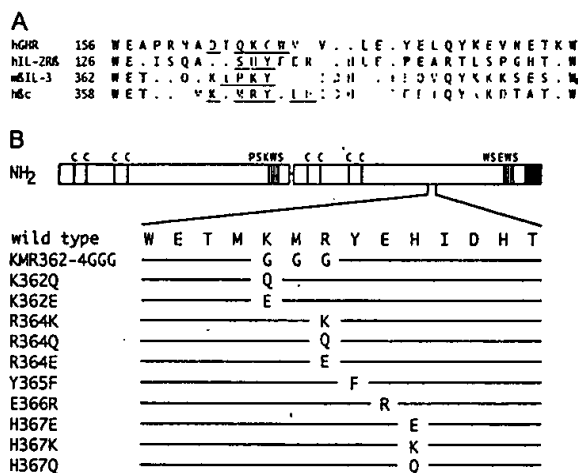 A
hGHR 156 W E A P R Y A D T Q K C W V . V . . L E . Y E L Q Y K E V N E T K W
hIL-2Rß 126 W E . I S Q A . . S H Y F E R . P E A R T L S P G H T . W
mßIL-3 362 W E T . . Q . K I P K Y
hßc 358 W E T . .
B
C C C C PSKWS C C C C WSEWS
NH2
wild type W E T M K M R Y E H I D H T
KMR362-4GGG G G G
K362Q Q
K362E E
R364K K
R364Q Q
R364E E
Y365F F
E366R R
H367E E
H367K K
H367Q Q